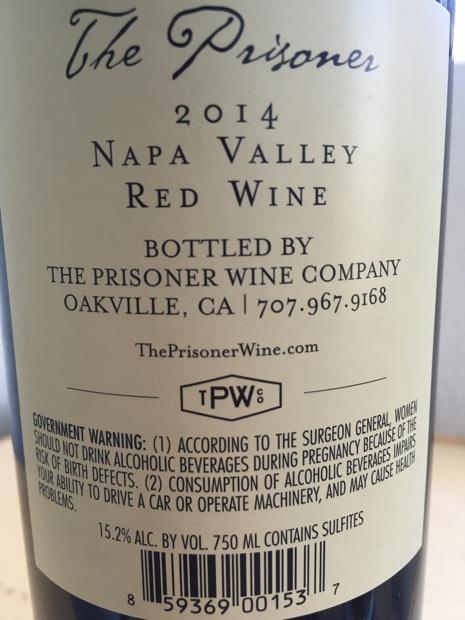 The Prisoner
2014
NAPA VALLEY
RED WINE
BOTTLED BY
THE PRISONER WINE COMPANY
OAKVILLE, CA | 707.967.9168
ThePrisonerWine.com
TPWCO
GOVERNMENT WARNING: (1) ACCORDING TO THE SURGEON GENERAL, WOMEN
SHOULD NOT DRINK ALCOHOLIC BEVERAGES DURING PREGNANCY BECAUSE OF THE
RISK OF BIRTH DEFECTS. (2) CONSUMPTION OF ALCOHOLIC BEVERAGES IMPAIRS
YOUR ABILITY TO DRIVE A CAR OR OPERATE MACHINERY, AND MAY CAUSE HEALTH
PROBLEMS.
15.2% ALC. BY VOL. 750 ML CONTAINS SULFITES
8 59369 00153 7